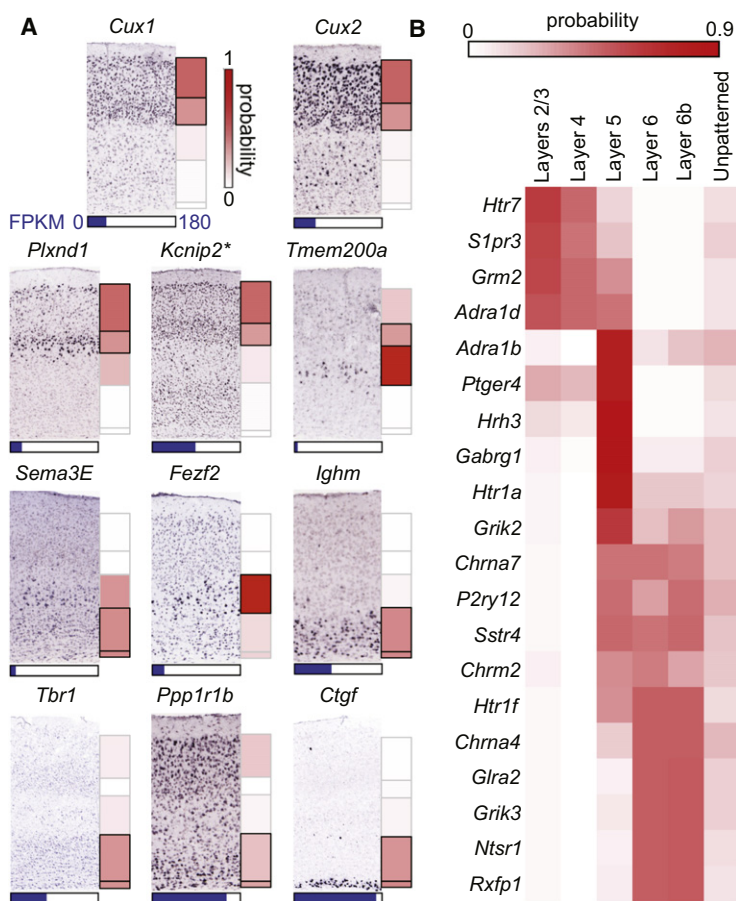 A
Cux1
Cux2
1
probability
0
FPKM 0
180
Plxnd1
Kcnip2*
Tmem200a
Sema3E
Fezf2
Ighm
Tbr1
Ppp1r1b
Ctgf
B
probability
0
0.9
Layers 2/3
Layer 4
Layer 5
Layer 6
Layer 6b
Unpatterned
Htr7
S1pr3
Grm2
Adra1d
Adra1b
Ptger4
Hrh3
Gabrg1
Htr1a
Grik2
Chrna7
P2ry12
Sstr4
Chrm2
Htr1f
Chrna4
Glra2
Grik3
Ntsr1
Rxfp1